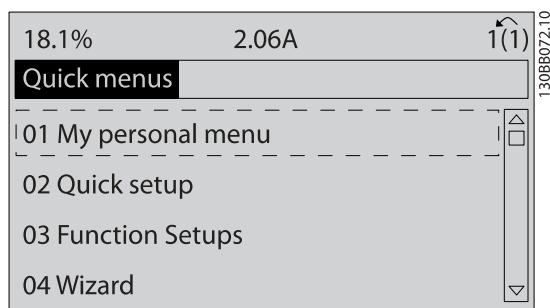 18.1% 2.06A 1(1)
Quick menus
01 My personal menu
02 Quick setup
03 Function Setups
04 Wizard
130BB072.10